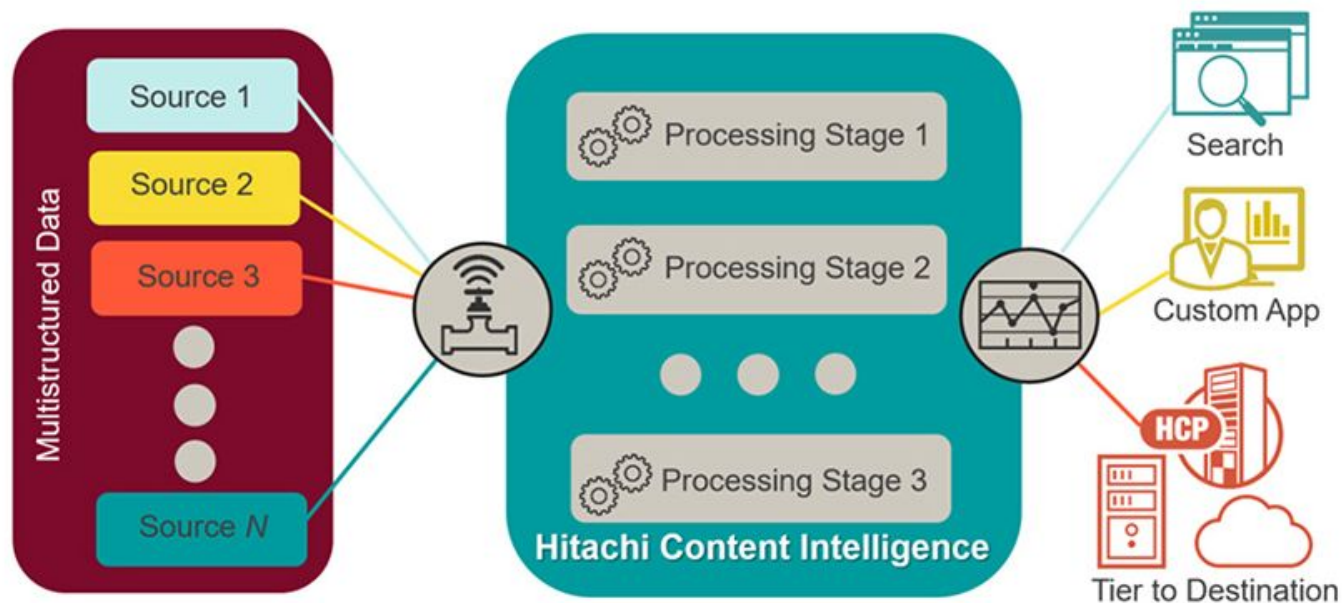 Multistructured Data
Source 1
Source 2
Source 3
Source N
Processing Stage 1
Processing Stage 2
Processing Stage 3
Hitachi Content Intelligence
Search
Custom App
HCP
Tier to Destination